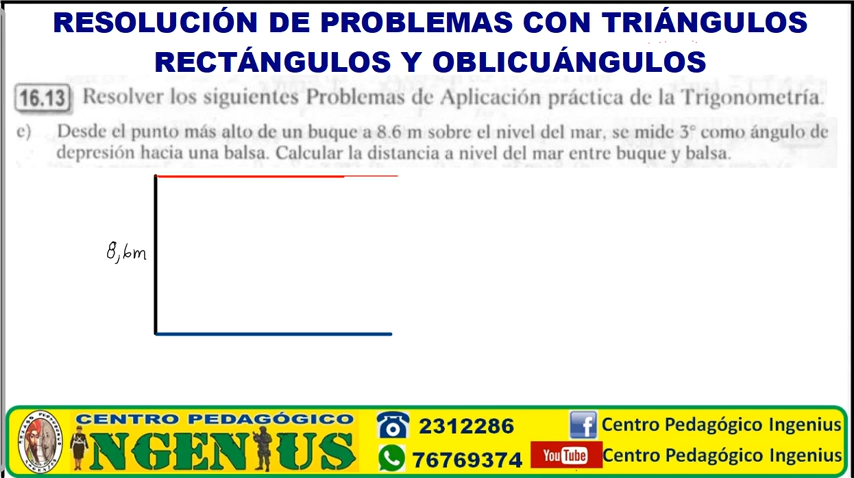 RESOLUCIÓN DE PROBLEMAS CON TRIÁNGULOS
RECTÁNGULOS Y OBLICUÁNGULOS
16.13 Resolver los siguientes Problemas de Aplicación práctica de la Trigonometría.
e) Desde el punto más alto de un buque a 8.6 m sobre el nivel del mar, se mide 3° como ángulo de
depresión hacia una balsa. Calcular la distancia a nivel del mar entre buque y balsa.
8,6m
CENTRO PEDAGÓGICO
INGENIUS
2312286
76769374
f Centro Pedagógico Ingenius
YouTube Centro Pedagógico Ingenius